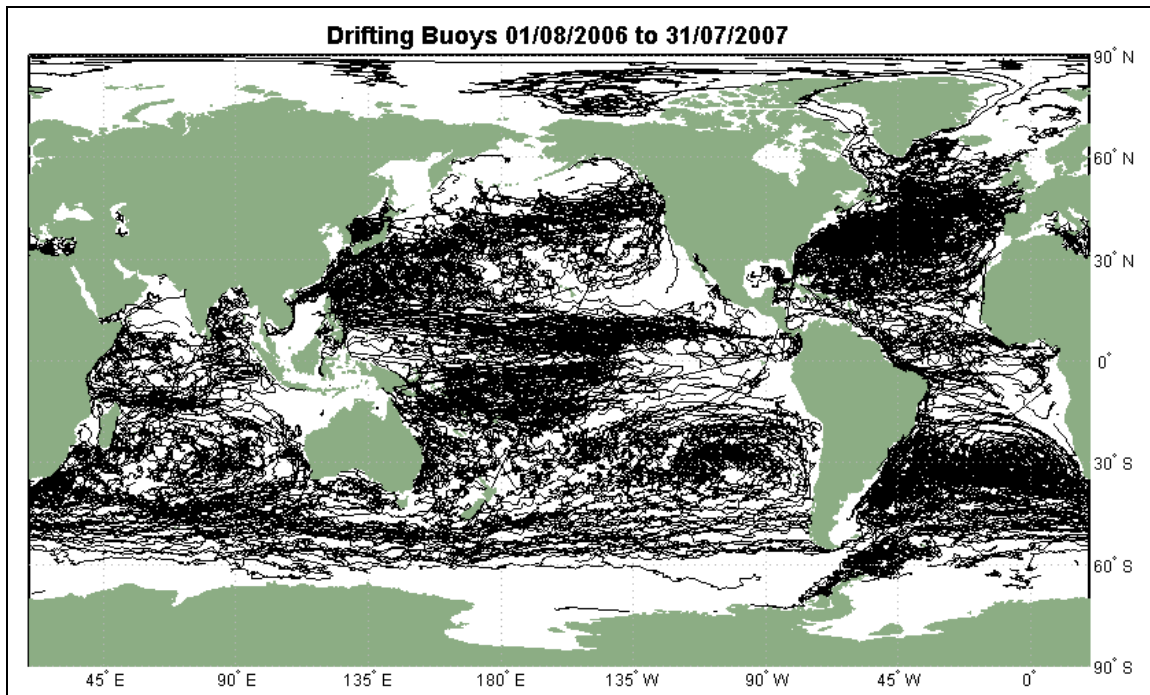 Drifting Buoys 01/08/2006 to 31/07/2007
90° N
60° N
30° N
0°
30° S
60° S
90° S
45° E
90° E
135° E
180° E
135° W
90° W
45° W
0°